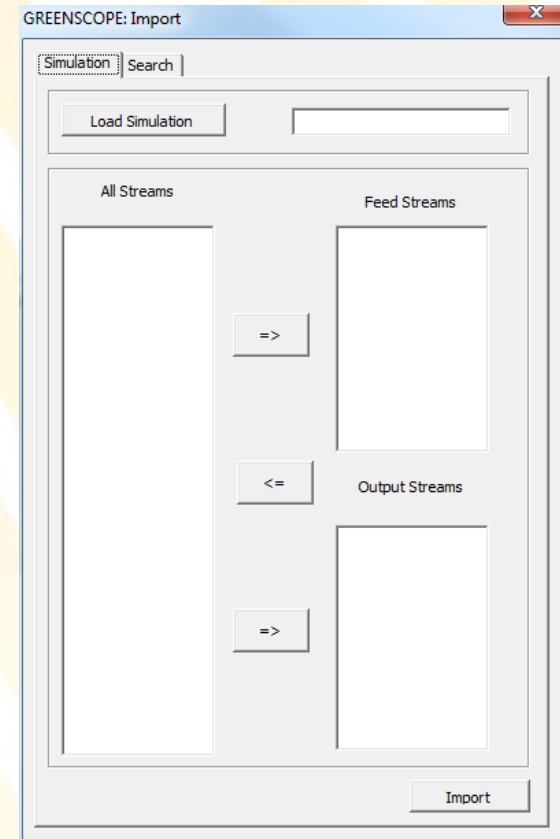 GREENSCOPE: Import
X
Simulation Search
Load Simulation
All Streams
Feed Streams
=>
<=
Output Streams
=>
Import